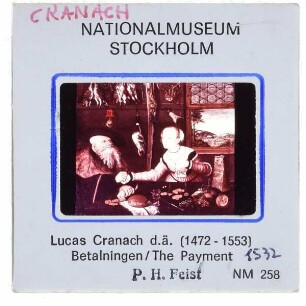 CRANACH
NATIONALMUSEUM
STOCKHOLM
Lucas Cranach d.ä. (1472 - 1553)
Betalningen/The Payment 1532
P. H. Feist NM 258